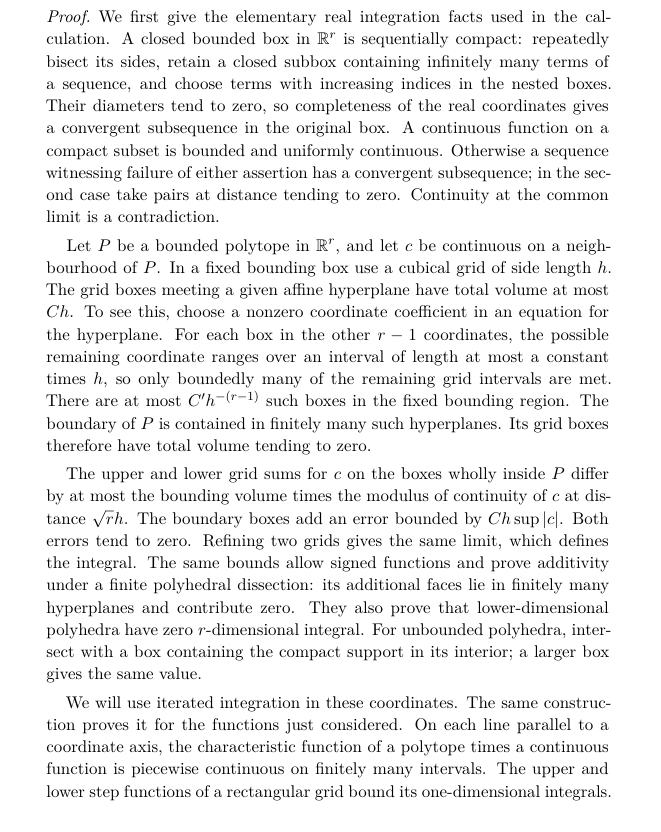 Proof. We first give the elementary real integration facts used in the cal-
culation. A closed bounded box in ℝʳ is sequentially compact: repeatedly
bisect its sides, retain a closed subbox containing infinitely many terms of
a sequence, and choose terms with increasing indices in the nested boxes.
Their diameters tend to zero, so completeness of the real coordinates gives
a convergent subsequence in the original box. A continuous function on a
compact subset is bounded and uniformly continuous. Otherwise a sequence
witnessing failure of either assertion has a convergent subsequence; in the sec-
ond case take pairs at distance tending to zero. Continuity at the common
limit is a contradiction.
Let P be a bounded polytope in ℝʳ, and let c be continuous on a neigh-
bourhood of P. In a fixed bounding box use a cubical grid of side length h.
The grid boxes meeting a given affine hyperplane have total volume at most
Ch. To see this, choose a nonzero coordinate coefficient in an equation for
the hyperplane. For each box in the other r − 1 coordinates, the possible
remaining coordinate ranges over an interval of length at most a constant
times h, so only boundedly many of the remaining grid intervals are met.
There are at most C′h⁻⁽ʳ⁻¹⁾ such boxes in the fixed bounding region. The
boundary of P is contained in finitely many such hyperplanes. Its grid boxes
therefore have total volume tending to zero.
The upper and lower grid sums for c on the boxes wholly inside P differ
by at most the bounding volume times the modulus of continuity of c at dis-
tance √rh. The boundary boxes add an error bounded by Ch sup |c|. Both
errors tend to zero. Refining two grids gives the same limit, which defines
the integral. The same bounds allow signed functions and prove additivity
under a finite polyhedral dissection: its additional faces lie in finitely many
hyperplanes and contribute zero. They also prove that lower-dimensional
polyhedra have zero r-dimensional integral. For unbounded polyhedra, inter-
sect with a box containing the compact support in its interior; a larger box
gives the same value.
We will use iterated integration in these coordinates. The same construc-
tion proves it for the functions just considered. On each line parallel to a
coordinate axis, the characteristic function of a polytope times a continuous
function is piecewise continuous on finitely many intervals. The upper and
lower step functions of a rectangular grid bound its one-dimensional integrals.